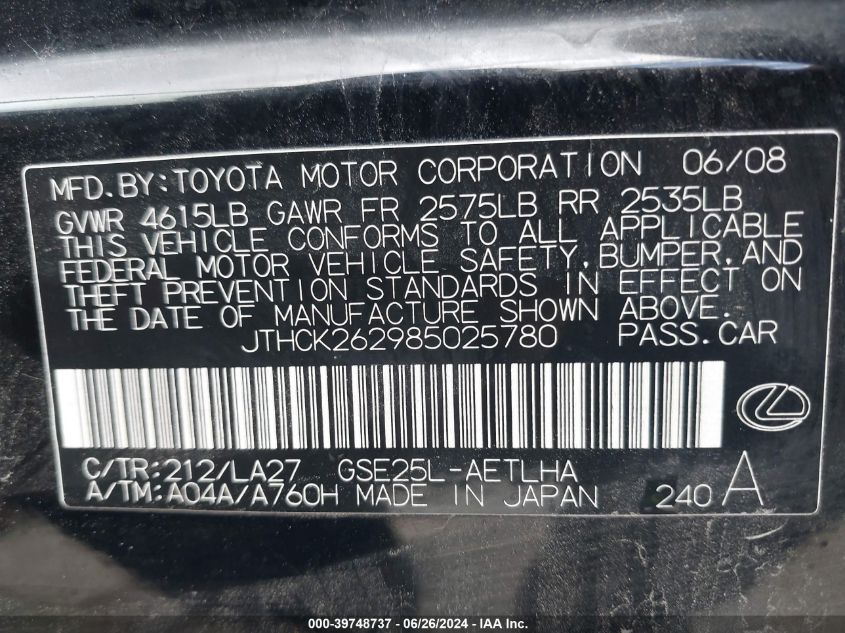 MFD. BY: TOYOTA MOTOR CORPORATION 06/08
GVWR 4615LB GAWR FR 2575LB RR 2535LB
THIS VEHICLE CONFORMS TO ALL APPLICABLE
FEDERAL MOTOR VEHICLE SAFETY, BUMPER, AND
THEFT PREVENTION STANDARDS IN EFFECT ON
THE DATE OF MANUFACTURE SHOWN ABOVE.
JTHCK262985025780 PASS. CAR
C/TR: 212/LA27 GSE25L-AETLHA
A/TM: A04A/A760H MADE IN JAPAN 240 A
000-39748737 - 06/26/2024 - IAAI.COM